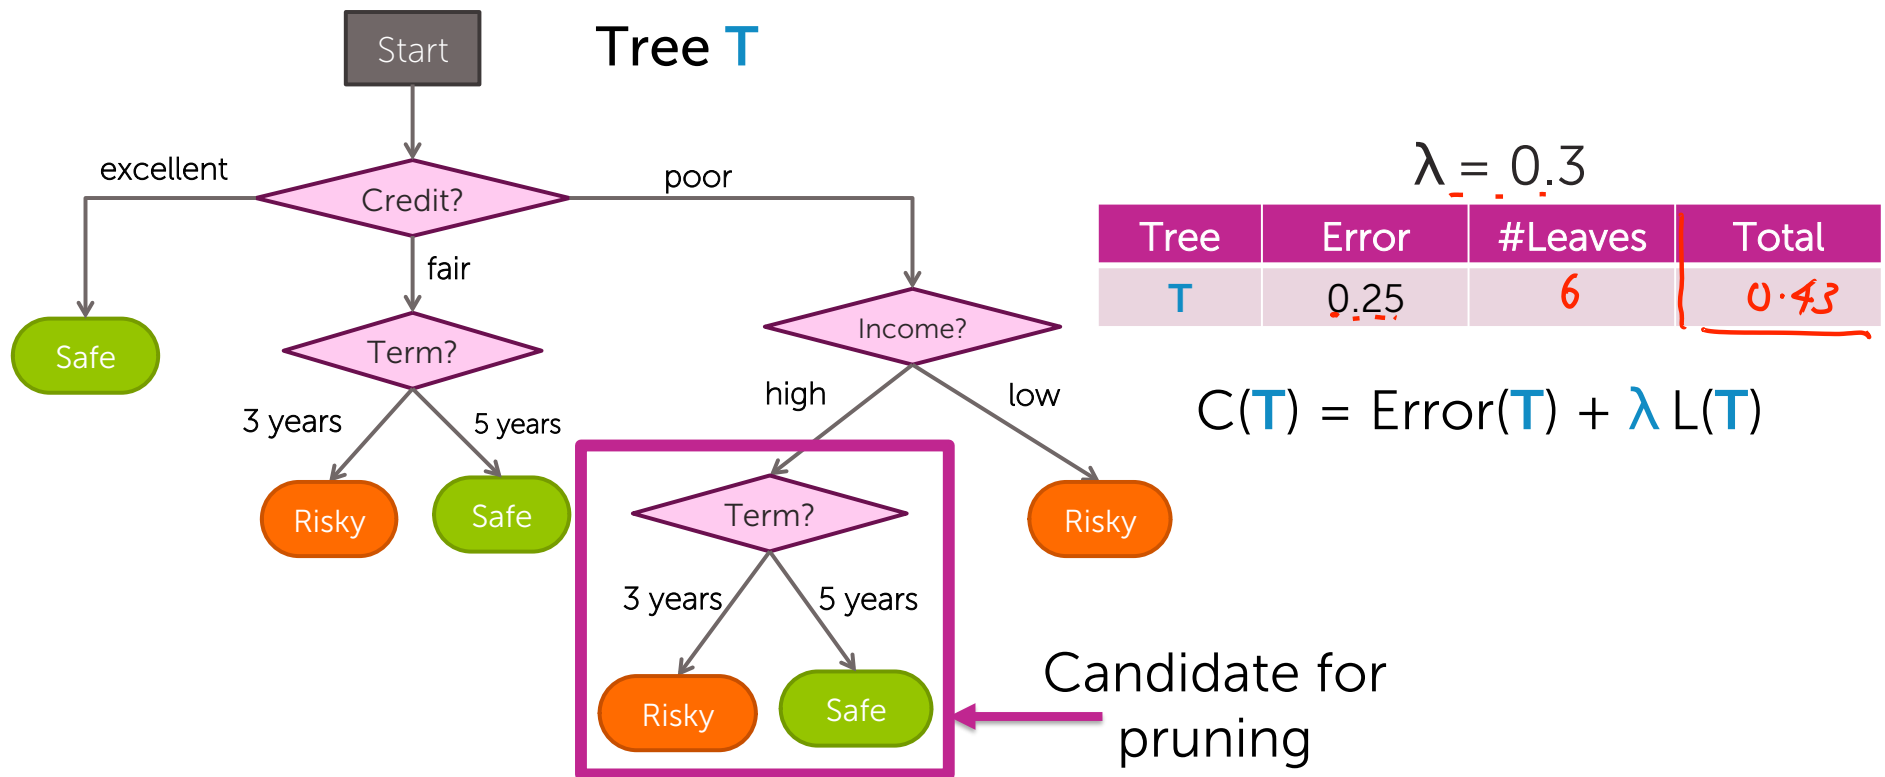 Start
Tree T
excellent
Credit?
poor
fair
λ = 0.3
Tree Error #Leaves Total
T 0.25 6 0.43
Safe
Term?
Income?
3 years
5 years
high
low
C(T) = Error(T) + λ L(T)
Risky
Safe
Term?
Risky
3 years
5 years
Risky
Safe
Candidate for
pruning